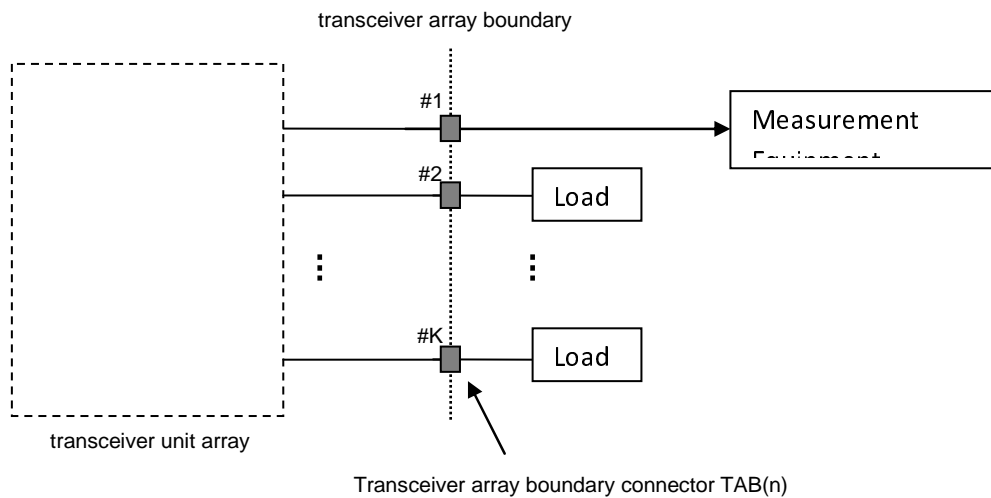 transceiver array boundary
#1
Measurement
#2
Load
#K
Load
transceiver unit array
Transceiver array boundary connector TAB(n)